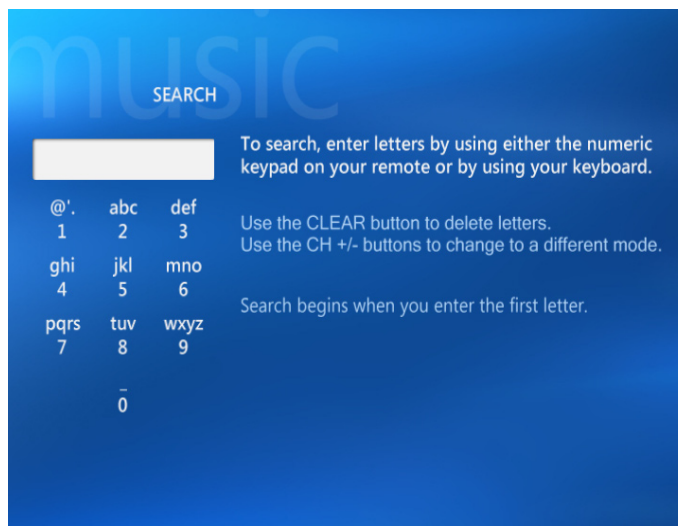 music
SEARCH
To search, enter letters by using either the numeric
keypad on your remote or by using your keyboard.
@'. abc def
1 2 3
Use the CLEAR button to delete letters.
Use the CH +/- buttons to change to a different mode.
ghi jkl mno
4 5 6
Search begins when you enter the first letter.
pqrs tuv wxyz
7 8 9
_
0